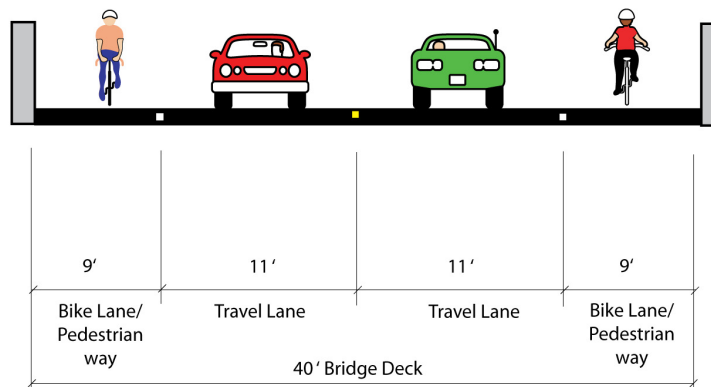 9'
11 '
11 '
9'
Bike Lane/
Pedestrian
way
Travel Lane
Travel Lane
Bike Lane/
Pedestrian
way
40 ' Bridge Deck